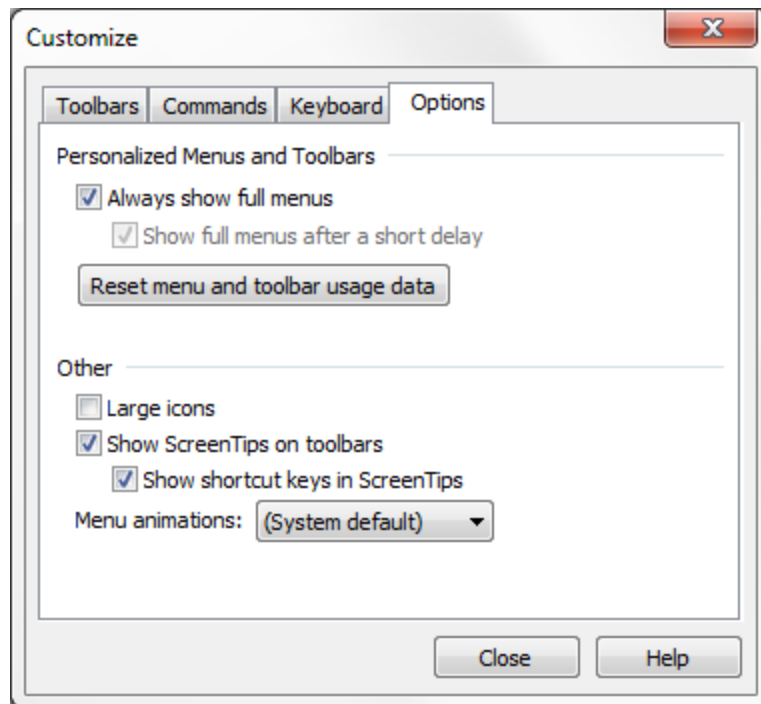 Customize
Toolbars Commands Keyboard Options
Personalized Menus and Toolbars
Always show full menus
Show full menus after a short delay
Reset menu and toolbar usage data
Other
Large icons
Show ScreenTips on toolbars
Show shortcut keys in ScreenTips
Menu animations: (System default)
Close Help